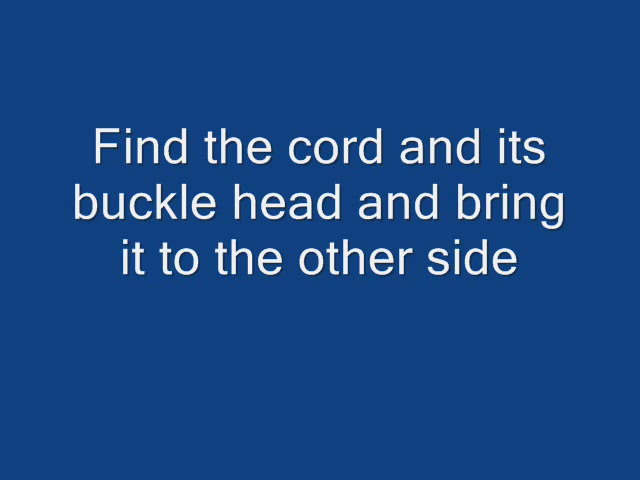 Find the cord and its
buckle head and bring
it to the other side